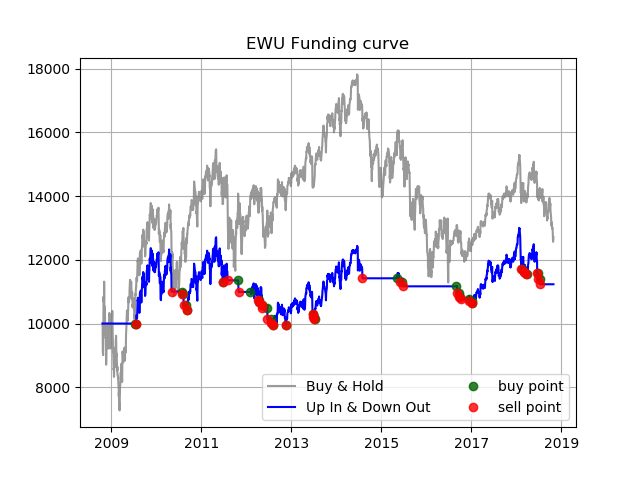 EWU Funding curve
18000
16000
14000
12000
10000
8000
Buy & Hold
Up In & Down Out
buy point
sell point
2009 2011 2013 2015 2017 2019